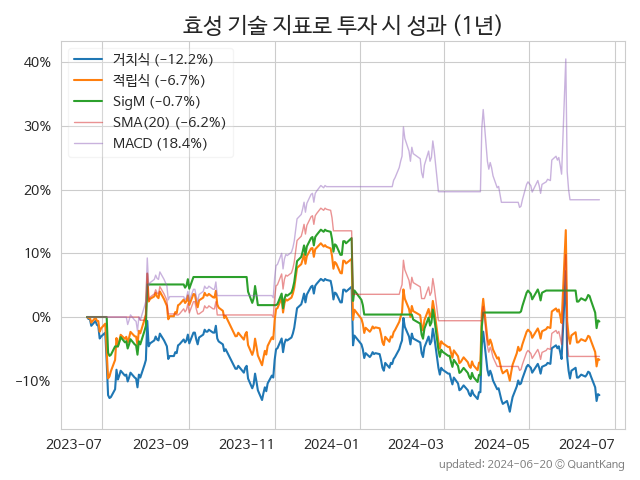 효성 기술 지표로 투자 시 성과 (1년)
거치식 (−12.2%)
적립식 (−6.7%)
SigM (−0.7%)
SMA(20) (−6.2%)
MACD (18.4%)
40%
30%
20%
10%
0%
−10%
2023-07
2023-09
2023-11
2024-01
2024-03
2024-05
2024-07
updated: 2024-06-20 © QuantKang